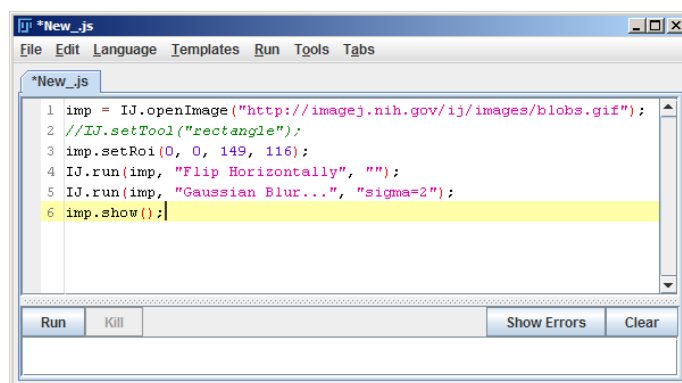 *New_.js
File Edit Language Templates Run Tools Tabs
*New_.js
1 imp = IJ.openImage("http://imagej.nih.gov/ij/images/blobs.gif");
2 //IJ.setTool("rectangle");
3 imp.setRoi(0, 0, 149, 116);
4 IJ.run(imp, "Flip Horizontally", "");
5 IJ.run(imp, "Gaussian Blur...", "sigma=2");
6 imp.show();
Run Kill Show Errors Clear